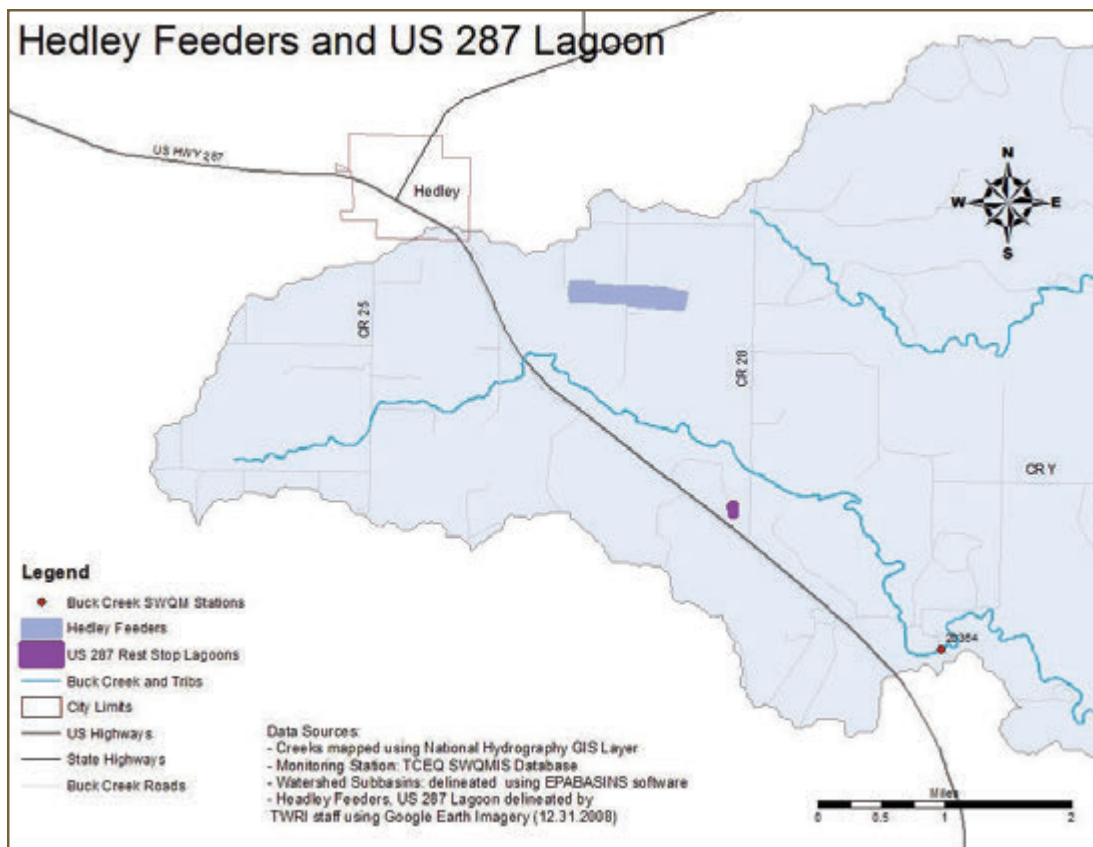 Hedley Feeders and US 287 Lagoon
US HWY 287
Hedley
N
W
E
S
CR 25
CR 28
CR Y
20364
Legend
Buck Creek SWQM Stations
Hedley Feeders
US 287 Rest Stop Lagoons
Buck Creek and Tribs
City Limits
US Highways
State Highways
Buck Creek Roads
Data Sources:
- Creeks mapped using National Hydrography GIS Layer
- Monitoring Station: TCEQ SWQMIS Database
- Watershed Subbasins: delineated using EPABASINS software
- Headley Feeders, US 287 Lagoon delineated by
TWRI staff using Google Earth Imagery (12.31.2008)
Miles
0 0.5 1 2